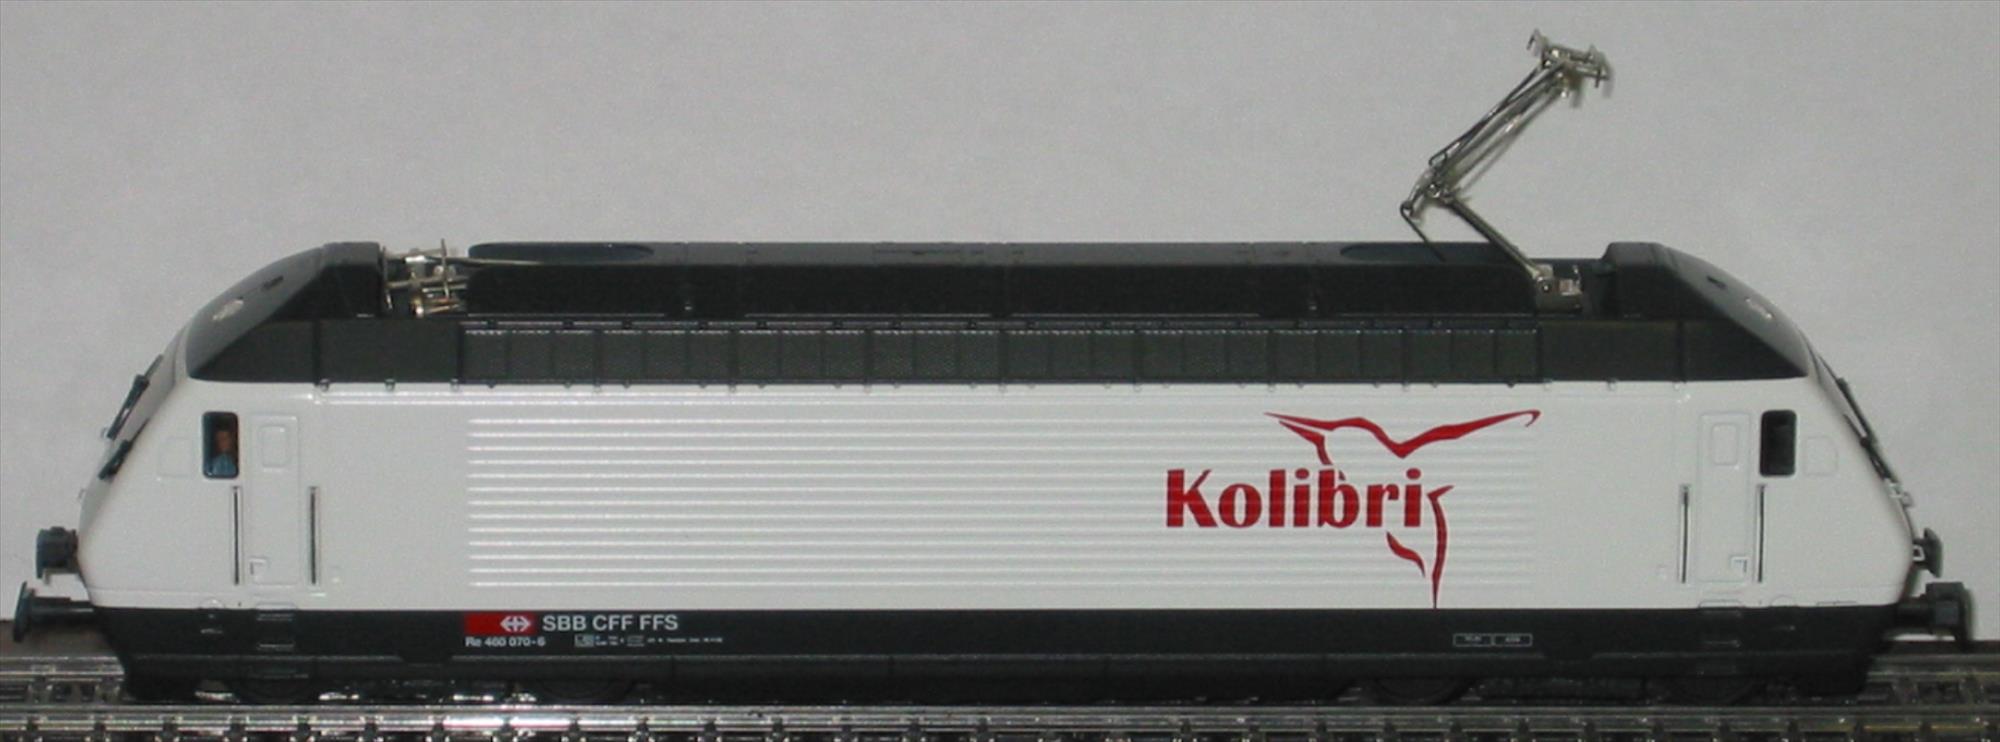 Kolibri
SBB CFF FFS
Re 460 070-6